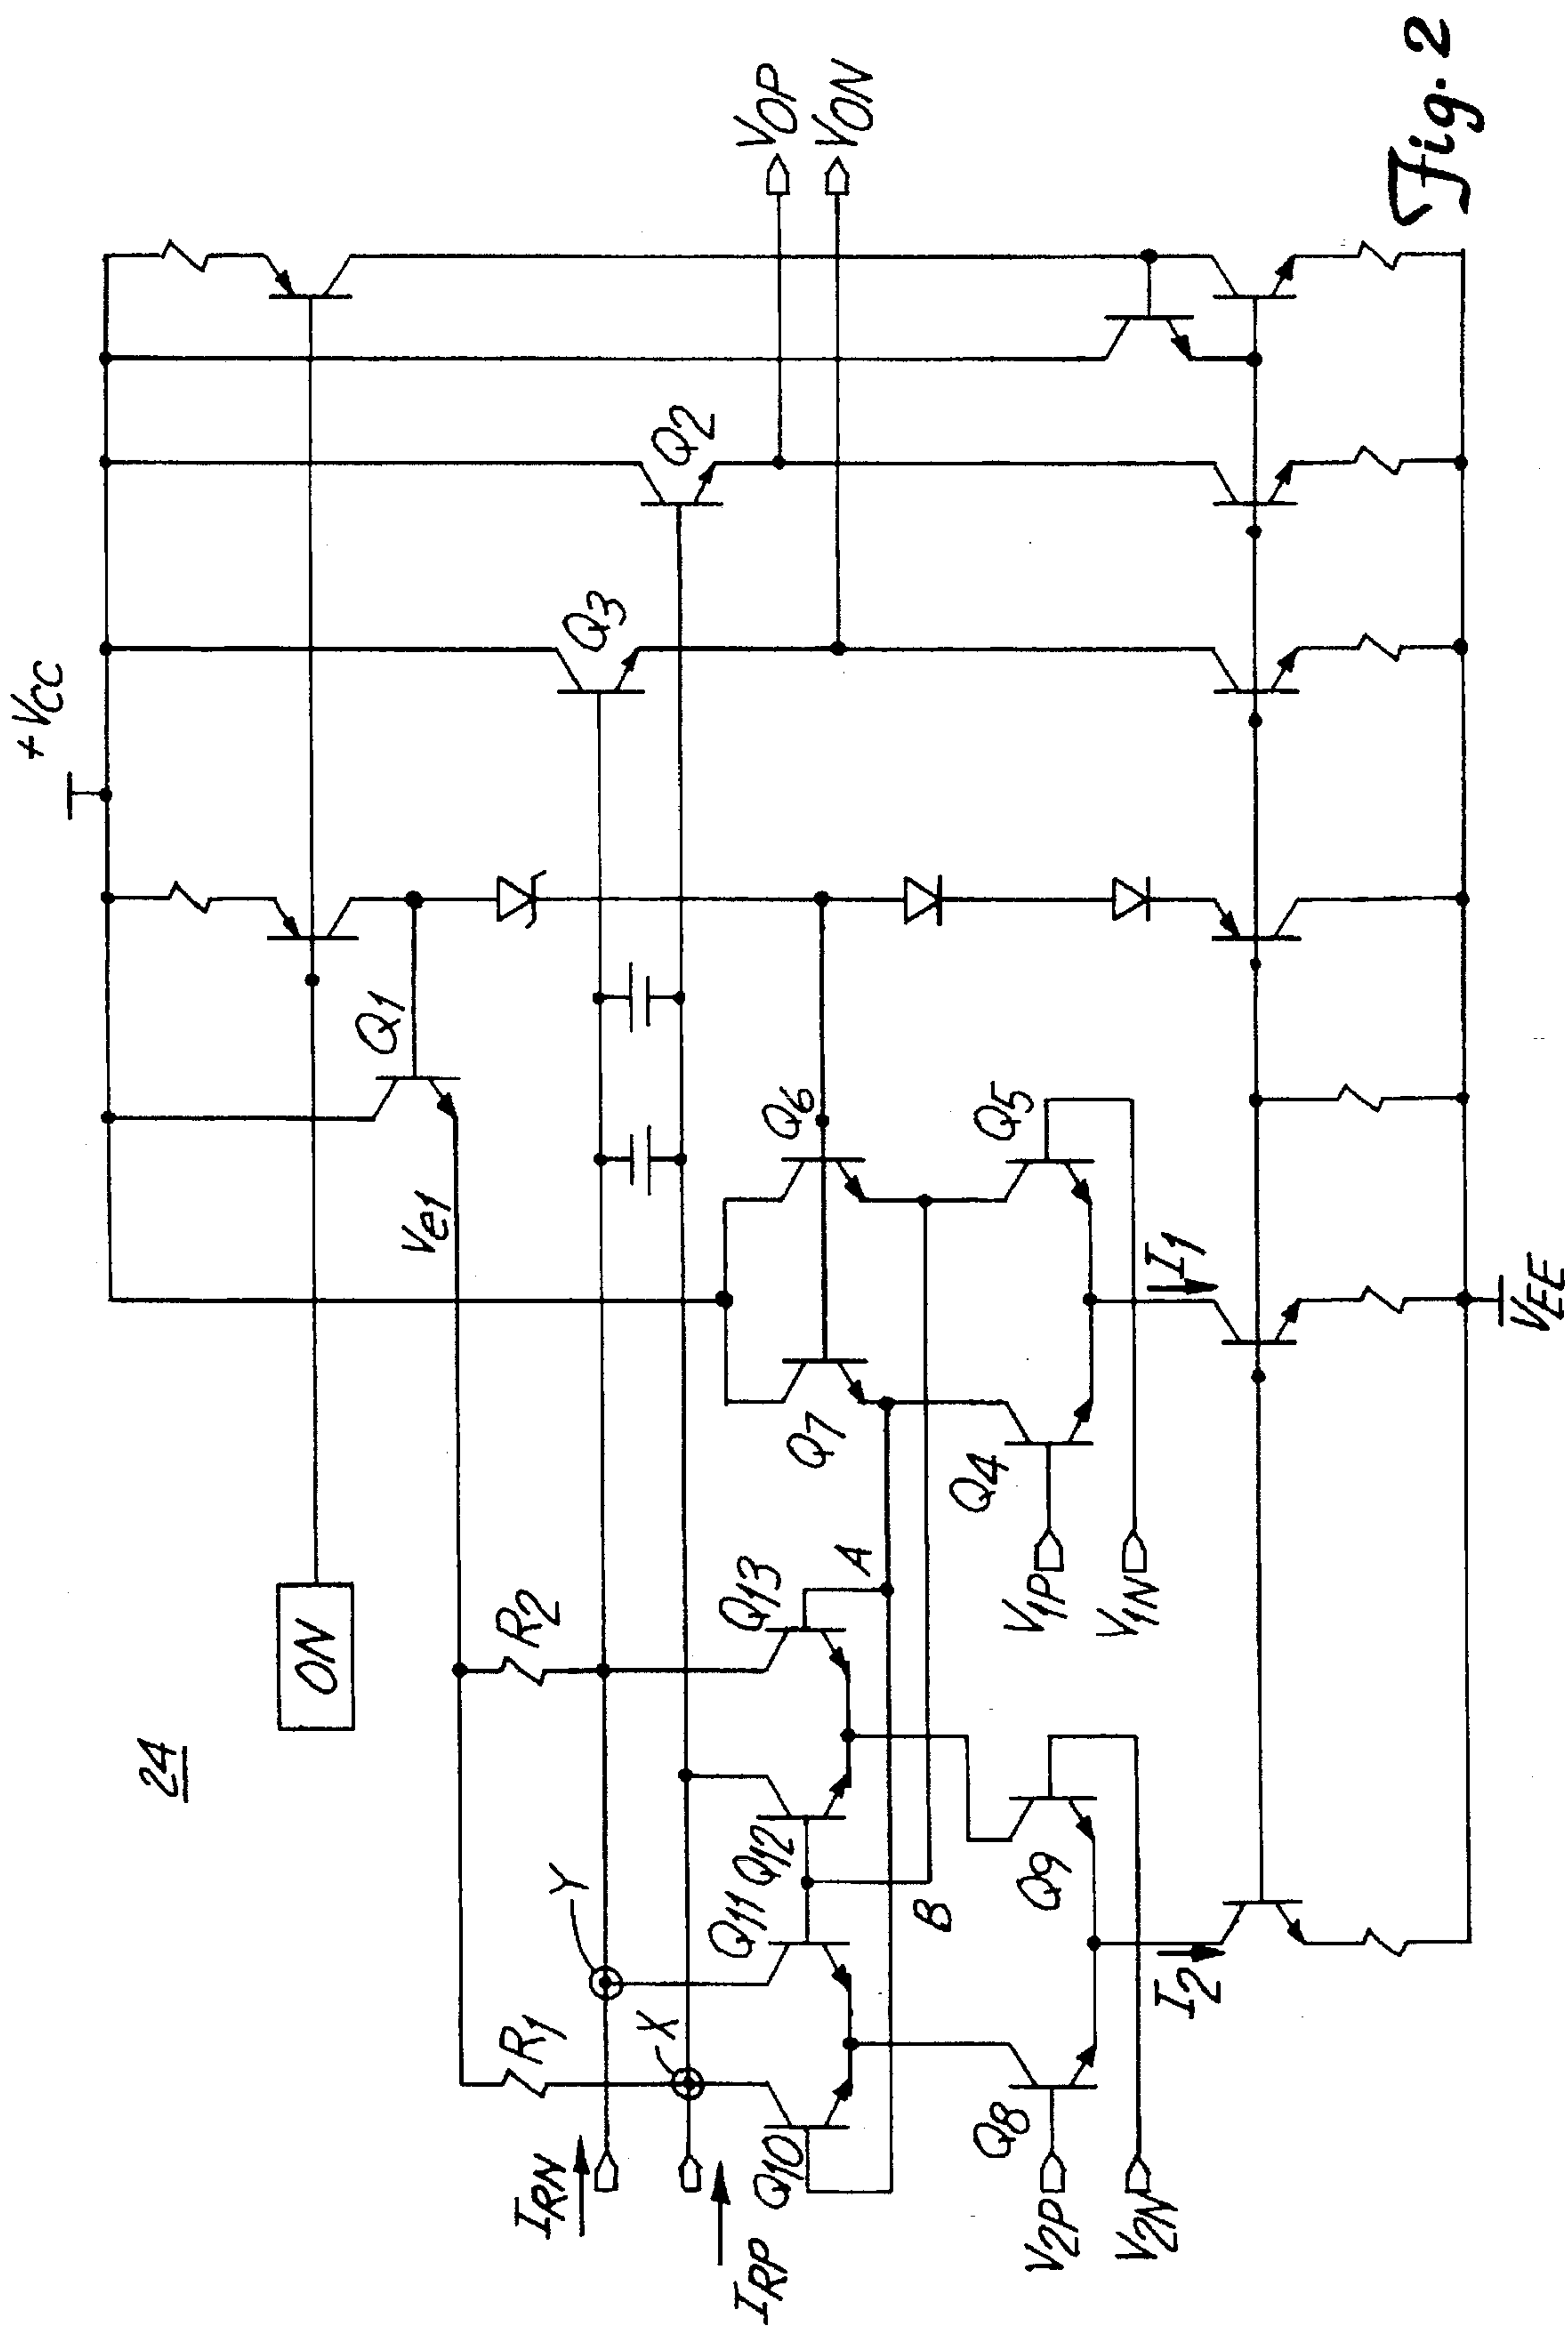 24
ON
+VCC
Q1
Ve1
R1
R2
Y
X
IRN
IRP
Q3
Q2
VOP
VON
Q10
Q11
Q12
Q13
Q7
Q6
A
B
Q8
Q9
Q4
Q5
V2P
V2N
V1P
V1N
I2
I1
VEE
Fig. 2